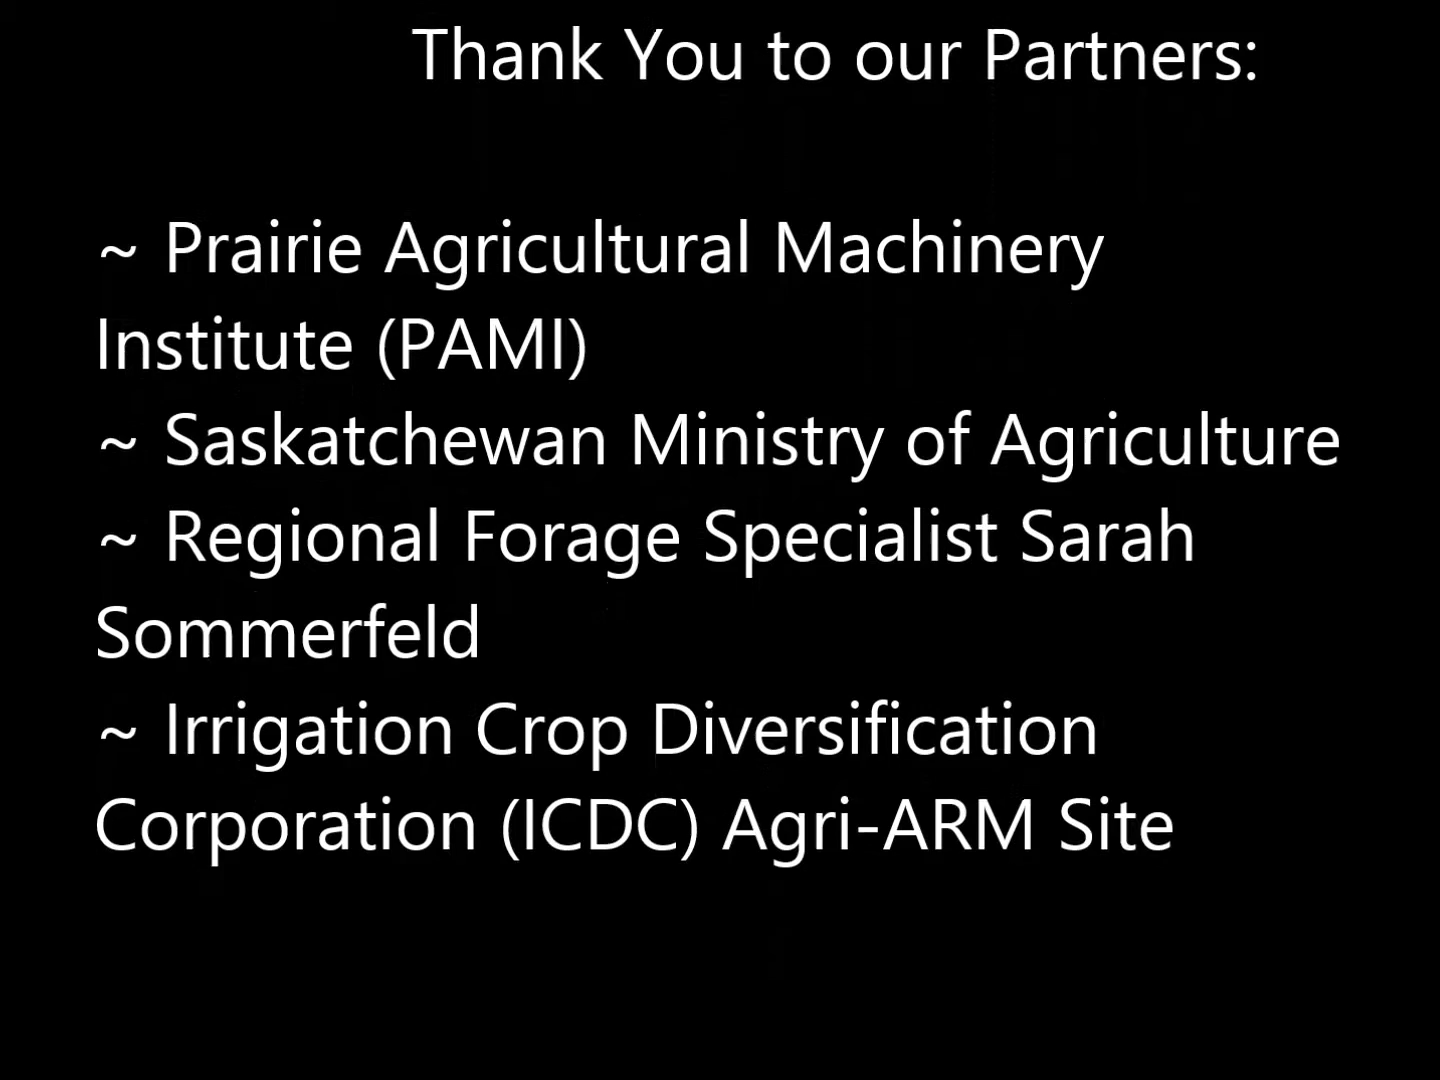 Thank You to our Partners:
~ Prairie Agricultural Machinery
Institute (PAMI)
~ Saskatchewan Ministry of Agriculture
~ Regional Forage Specialist Sarah
Sommerfeld
~ Irrigation Crop Diversification
Corporation (ICDC) Agri-ARM Site